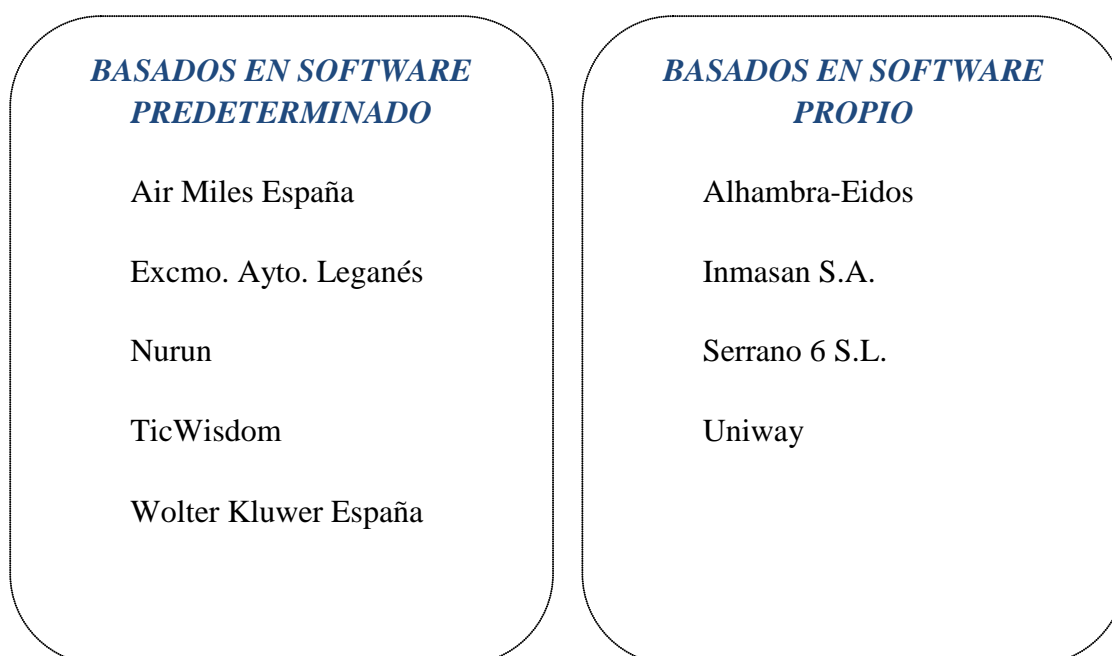 BASADOS EN SOFTWARE
PREDETERMINADO
Air Miles España
Excmo. Ayto. Leganés
Nurun
TicWisdom
Wolter Kluwer España
BASADOS EN SOFTWARE
PROPIO
Alhambra-Eidos
Inmasan S.A.
Serrano 6 S.L.
Uniway